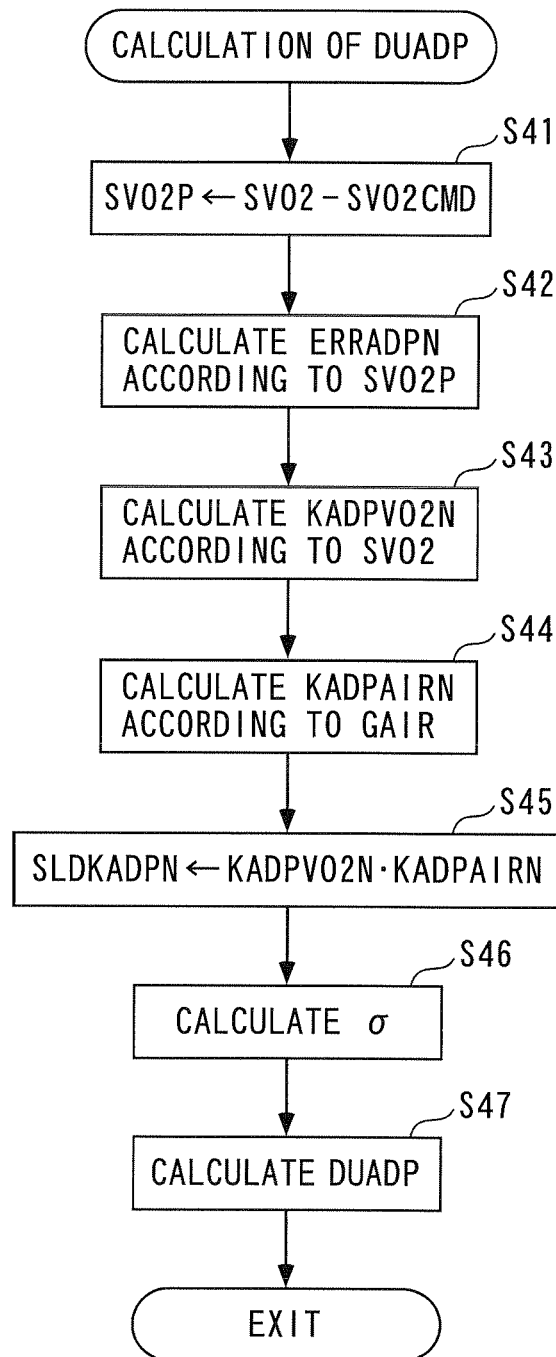 CALCULATION OF DUADP
S41
SVO2P ← SVO2 - SVO2CMD
S42
CALCULATE ERRADPN
ACCORDING TO SVO2P
S43
CALCULATE KADPVO2N
ACCORDING TO SVO2
S44
CALCULATE KADPAIRN
ACCORDING TO GAIR
S45
SLDKADPN ← KADPVO2N·KADPAIRN
S46
CALCULATE σ
S47
CALCULATE DUADP
EXIT